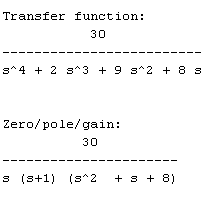 Transfer function:
30
-------------------------
s^4 + 2 s^3 + 9 s^2 + 8 s
Zero/pole/gain:
30
----------------------
s (s+1) (s^2  + s + 8)